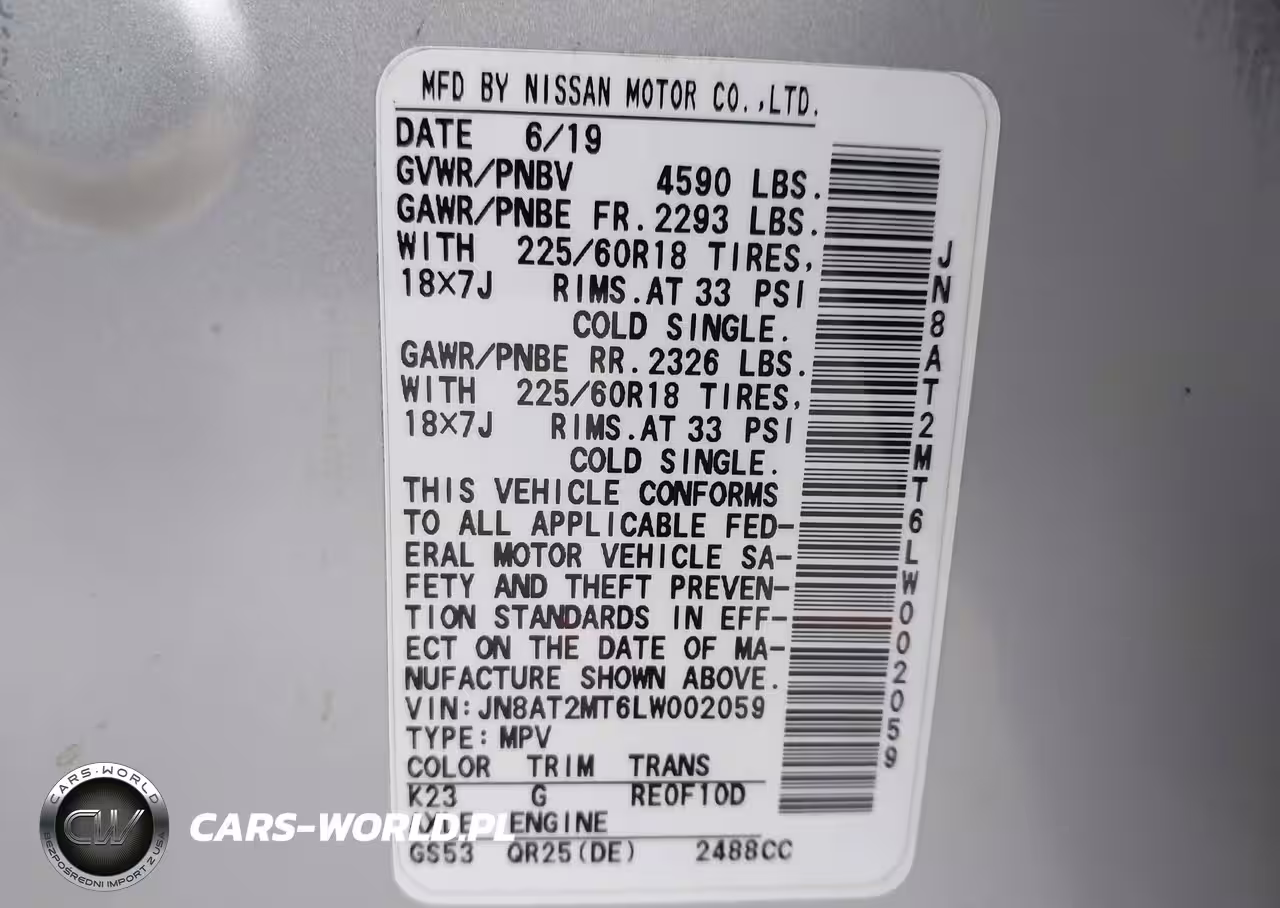 MFD BY NISSAN MOTOR CO.,LTD.
DATE 6/19
GVWR/PNBV 4590 LBS.
GAWR/PNBE FR.2293 LBS.
WITH 225/60R18 TIRES,
18×7J RIMS.AT 33 PSI
COLD SINGLE.
GAWR/PNBE RR.2326 LBS.
WITH 225/60R18 TIRES,
18×7J RIMS.AT 33 PSI
COLD SINGLE.
THIS VEHICLE CONFORMS
TO ALL APPLICABLE FED-
ERAL MOTOR VEHICLE SA-
FETY AND THEFT PREVEN-
TION STANDARDS IN EFF-
ECT ON THE DATE OF MA-
NUFACTURE SHOWN ABOVE.
VIN:JN8AT2MT6LW002059
TYPE:MPV
COLOR TRIM TRANS
K23 G RE0F10D
ENGINE
GS53 QR25(DE) 2488CC
JN8AT2MT6LW002059
CARS-WORLD
CW
BEZPOŚREDNI IMPORT Z USA
CARS-WORLD.PL